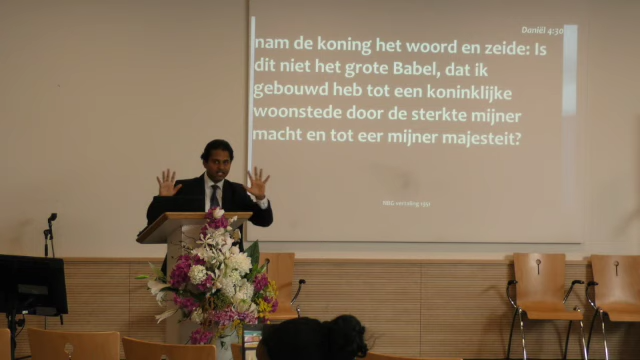 Daniël 4:30
nam de koning het woord en zeide: Is
dit niet het grote Babel, dat ik
gebouwd heb tot een koninklijke
woonstede door de sterkte mijner
macht en tot eer mijner majesteit?
NBG-vertaling 1951